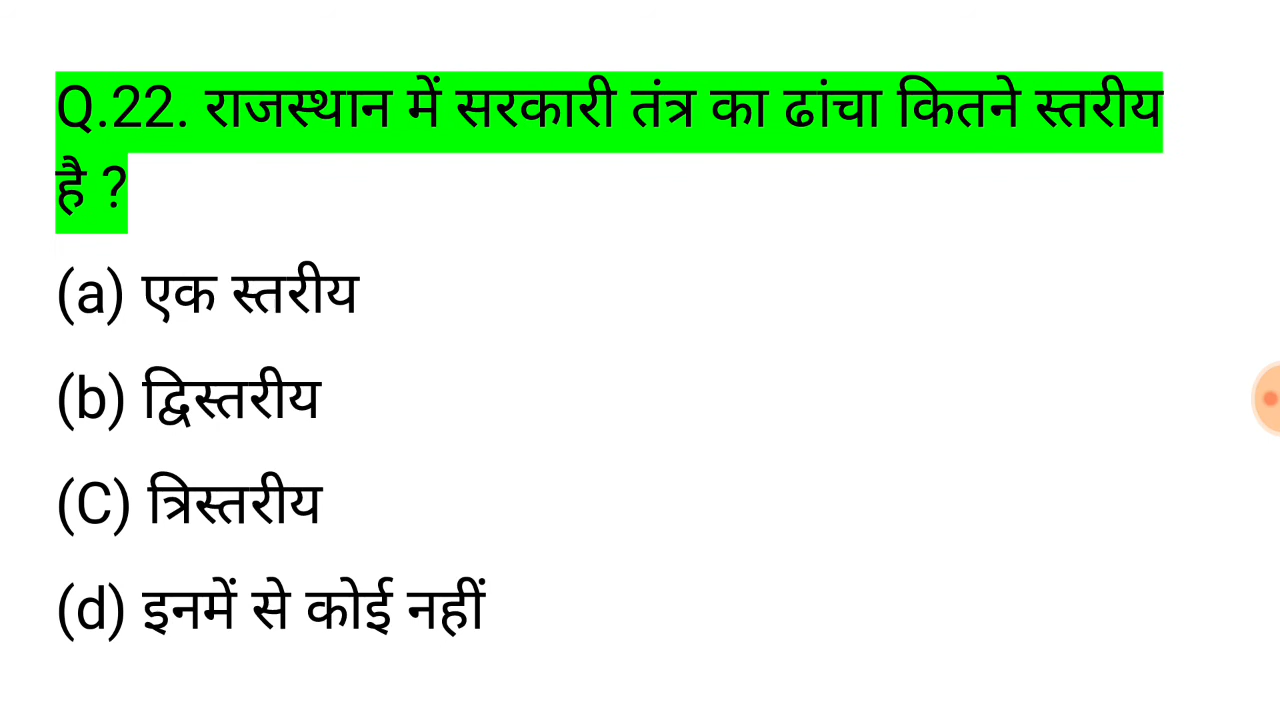 Q.22. राजस्थान में सरकारी तंत्र का ढांचा कितने स्तरीय
है ?
(a) एक स्तरीय
(b) द्विस्तरीय
(C) त्रिस्तरीय
(d) इनमें से कोई नहीं